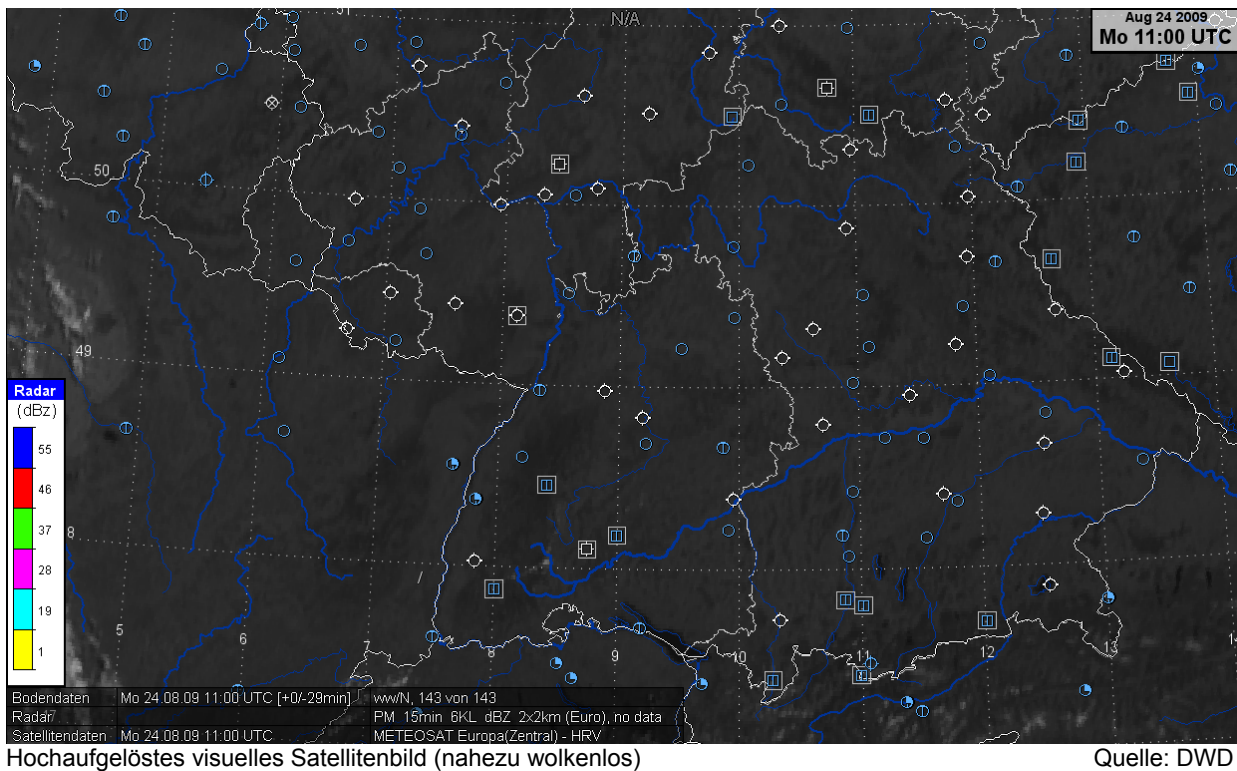 51
N/A
Aug 24 2009
Mo 11:00 UTC
50
49
Radar
(dBz)
55
46
37
28
19
1
8
5
6
7
8
9
10
11
12
13
1
Bodendaten Mo 24.08.09 11:00 UTC [+0/-29min] ww/N, 143 von 143
Radar/ PM 15min 6KL dBZ 2x2km (Euro), no data
Satellitendaten Mo 24.08.09 11:00 UTC METEOSAT Europa(Zentral) - HRV
Hochaufgelöstes visuelles Satellitenbild (nahezu wolkenlos) Quelle: DWD